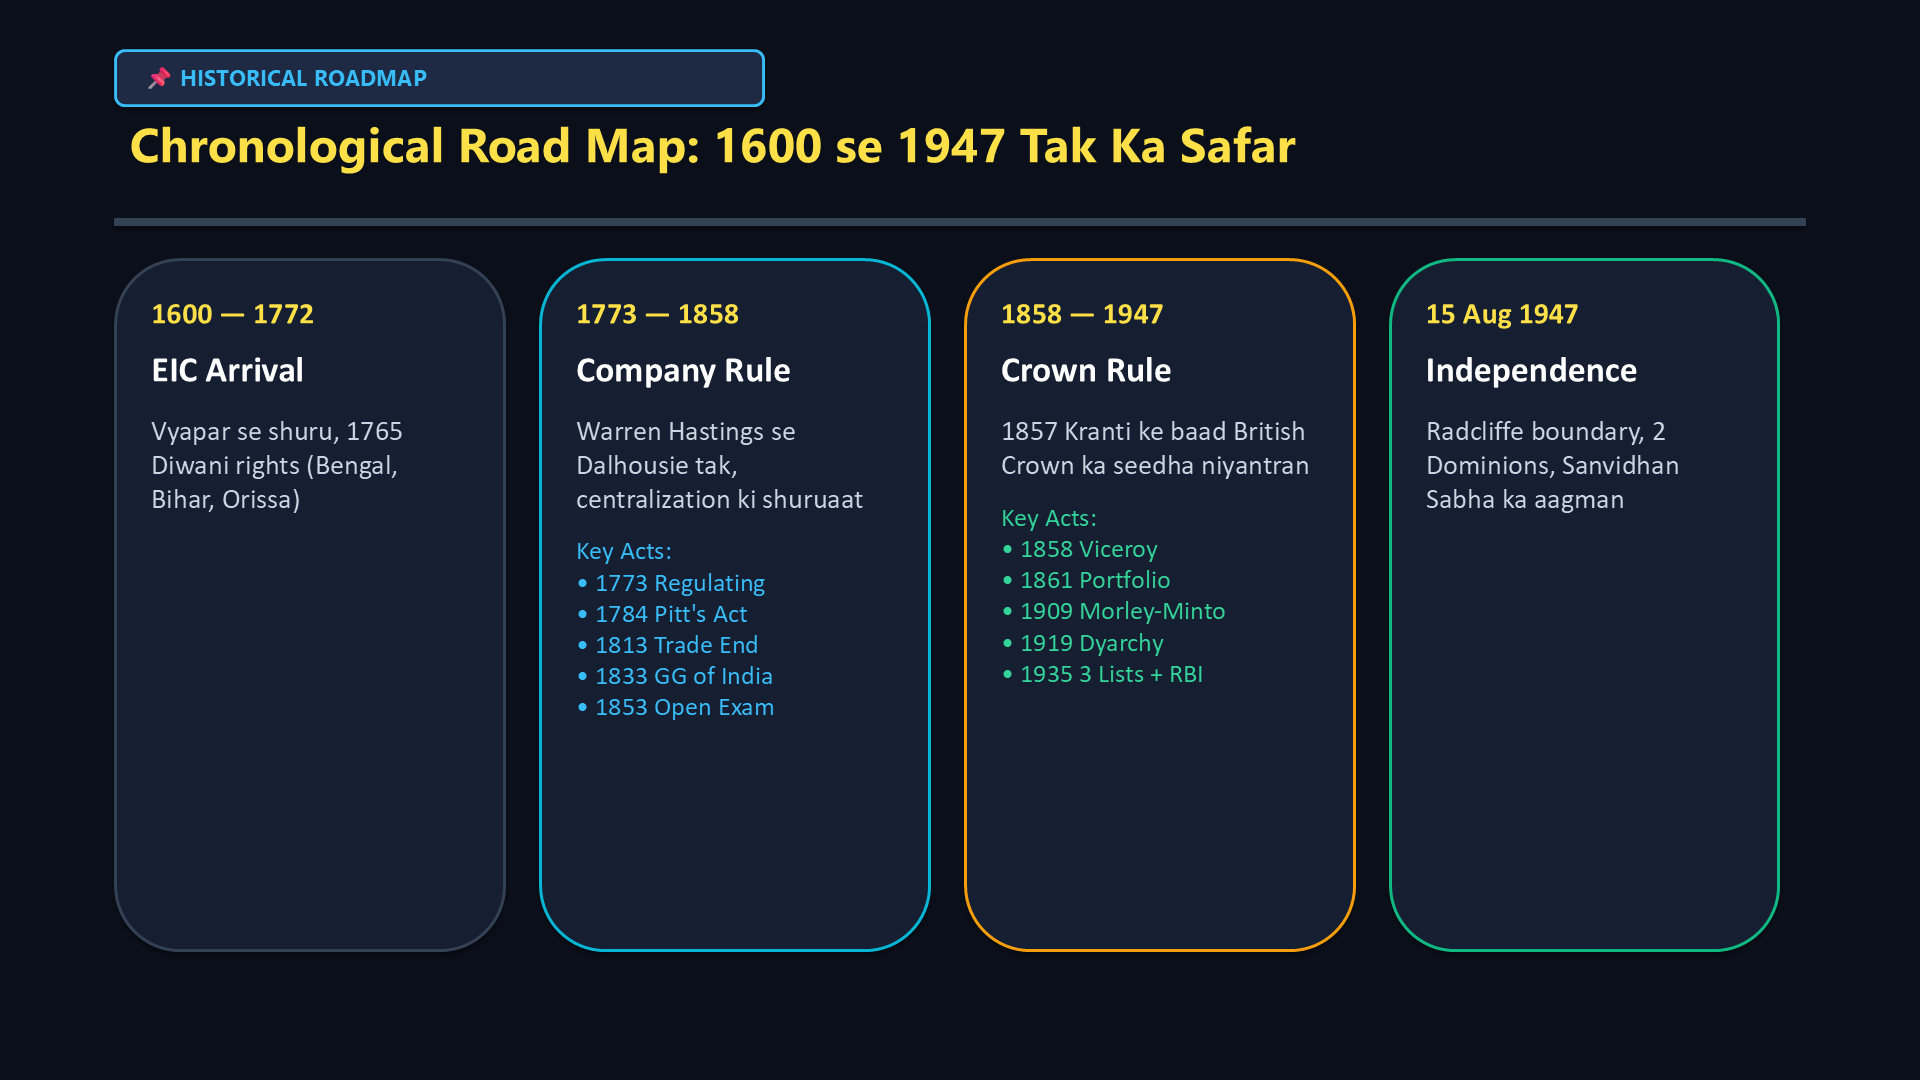 📌 HISTORICAL ROADMAP
Chronological Road Map: 1600 se 1947 Tak Ka Safar
1600 — 1772
EIC Arrival
Vyapar se shuru, 1765
Diwani rights (Bengal,
Bihar, Orissa)
1773 — 1858
Company Rule
Warren Hastings se
Dalhousie tak,
centralization ki shuruaat
Key Acts:
• 1773 Regulating
• 1784 Pitt's Act
• 1813 Trade End
• 1833 GG of India
• 1853 Open Exam
1858 — 1947
Crown Rule
1857 Kranti ke baad British
Crown ka seedha niyantran
Key Acts:
• 1858 Viceroy
• 1861 Portfolio
• 1909 Morley-Minto
• 1919 Dyarchy
• 1935 3 Lists + RBI
15 Aug 1947
Independence
Radcliffe boundary, 2
Dominions, Sanvidhan
Sabha ka aagman